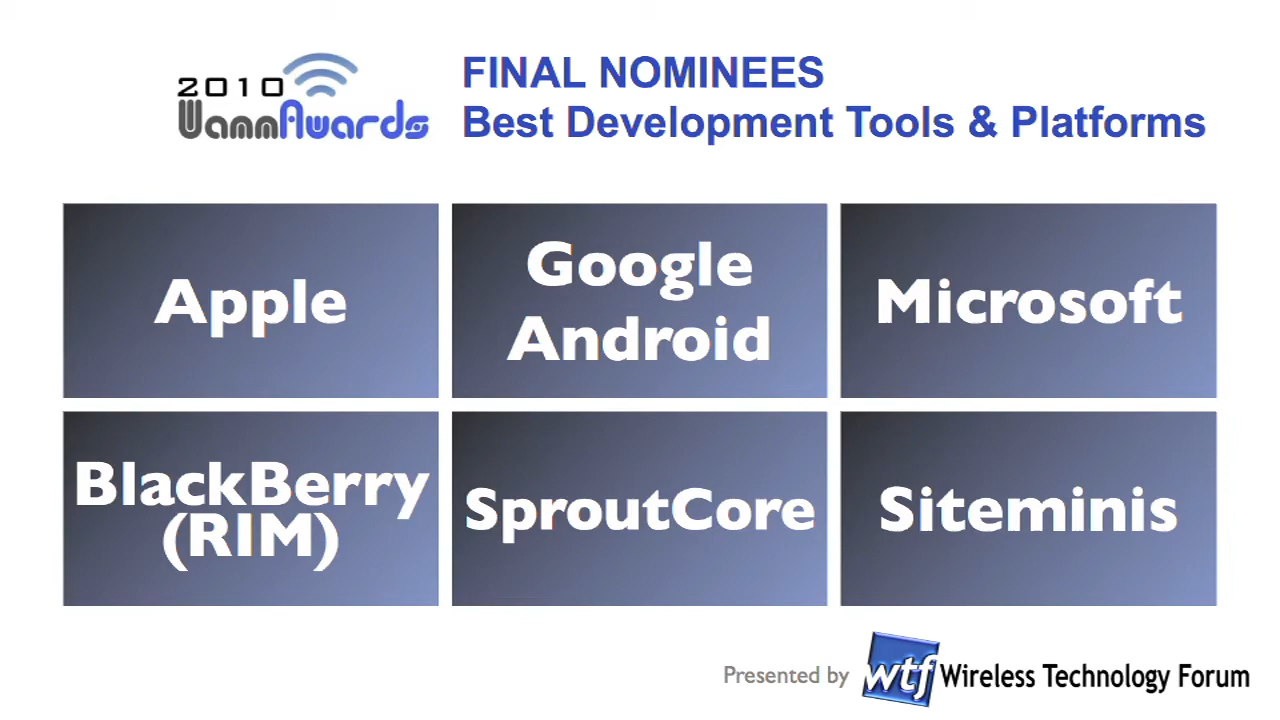 2010
WammAwards
FINAL NOMINEES
Best Development Tools & Platforms
Apple
Google
Android
Microsoft
BlackBerry
(RIM)
SproutCore
Siteminis
Presented by
wtf Wireless Technology Forum